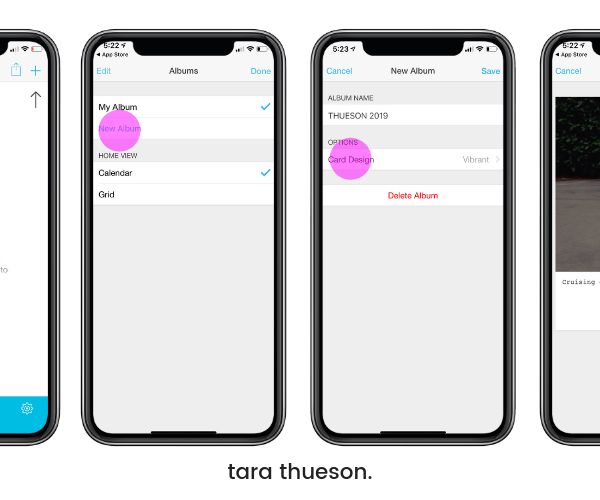 to
5:22
App Store
Edit
Albums
Done
My Album
New Album
HOME VIEW
Calendar
Grid
5:23
Cancel
New Album
Save
ALBUM NAME
THUESON 2019
OPTIONS
Card Design
Vibrant
Delete Album
5:22
App Store
Cancel
Cruising
tara thueson.